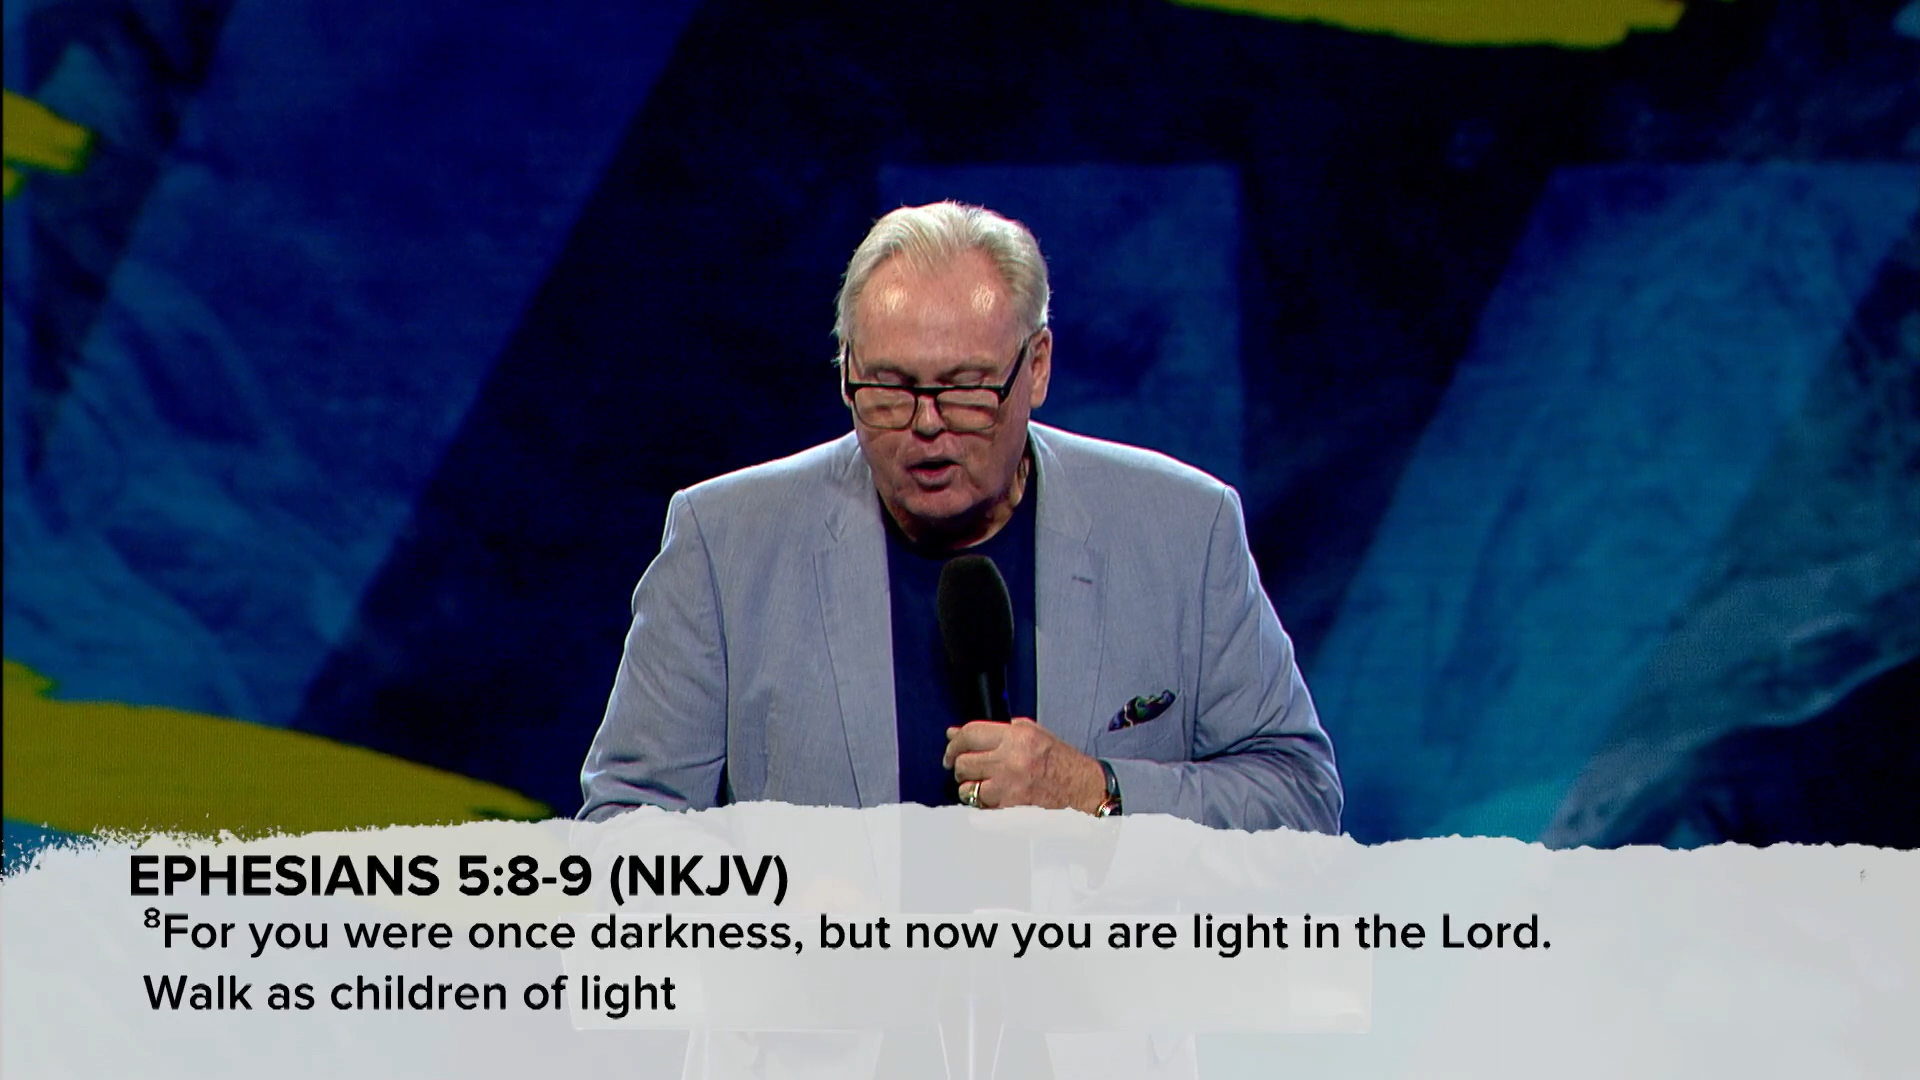 EPHESIANS 5:8-9 (NKJV)
⁸For you were once darkness, but now you are light in the Lord.
Walk as children of light